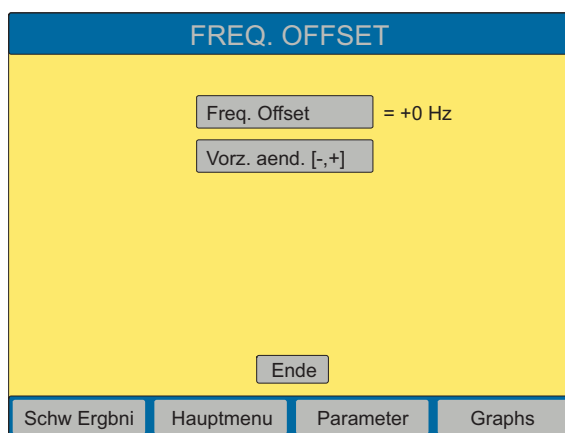 FREQ. OFFSET
Freq. Offset = +0 Hz
Vorz. aend. [-,+]
Ende
Schw Ergbni Hauptmenu Parameter Graphs